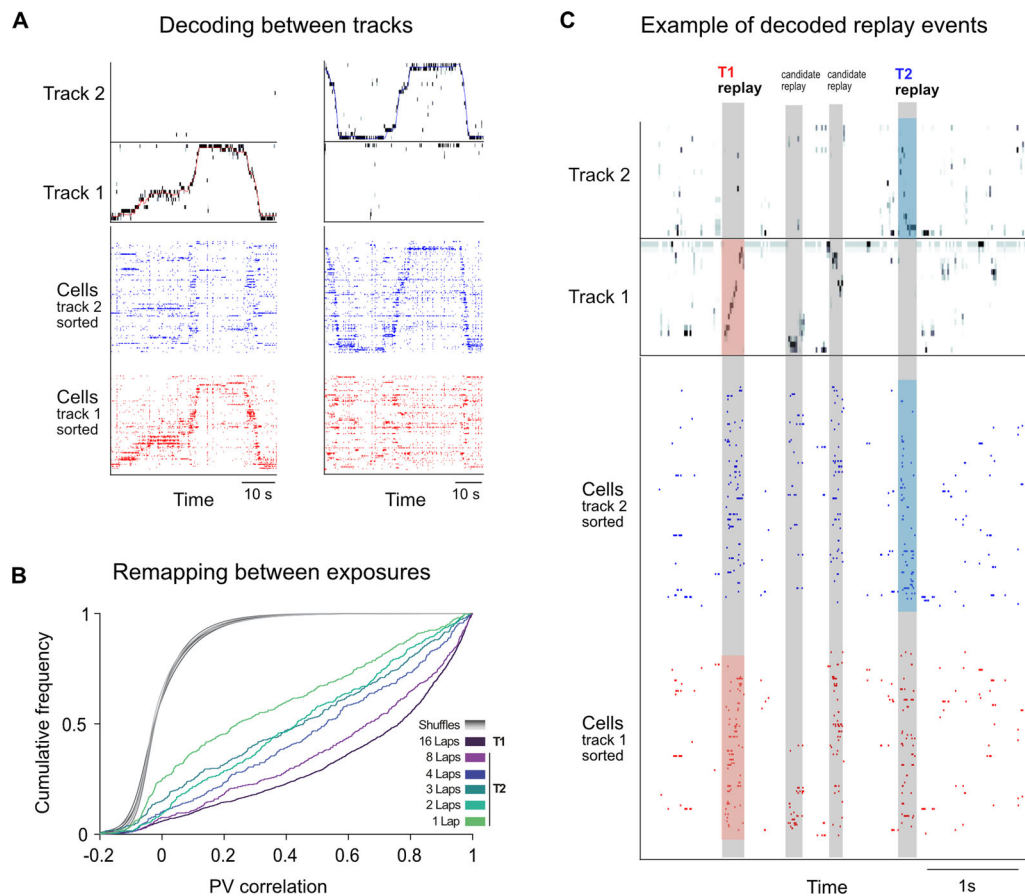 A
Decoding between tracks
Track 2
Track 1
Cells
track 2
sorted
Cells
track 1
sorted
Time
10 s
Time
10 s
B
Remapping between exposures
Cumulative frequency
1
0.5
0
-0.2
0
0.2
0.4
0.6
0.8
1
PV correlation
Shuffles
16 Laps T1
8 Laps
4 Laps
3 Laps T2
2 Laps
1 Lap
C
Example of decoded replay events
T1
replay
candidate
replay
candidate
replay
T2
replay
Track 2
Track 1
Cells
track 2
sorted
Cells
track 1
sorted
Time
1s